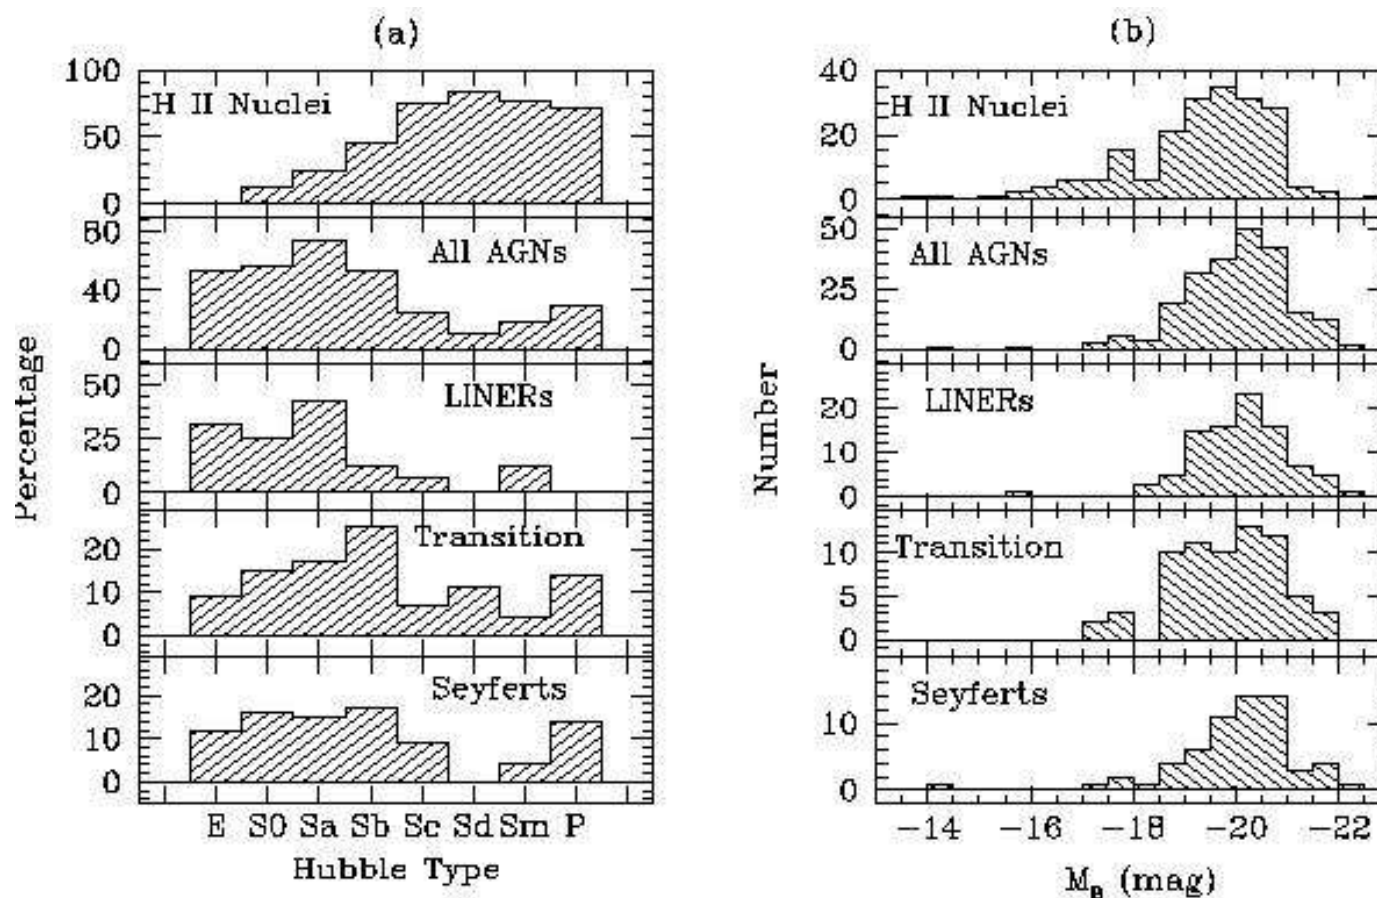 (a)
Percentage
100
50
0
H II Nuclei
80
40
0
All AGNs
50
25
0
LINERs
20
10
0
Transition
20
10
0
Seyferts
E S0 Sa Sb Sc Sd Sm P
Hubble Type
(b)
Number
40
20
0
H II Nuclei
50
25
0
All AGNs
20
10
0
LINERs
10
5
0
Transition
10
0
Seyferts
−14 −16 −18 −20 −22
M_B (mag)